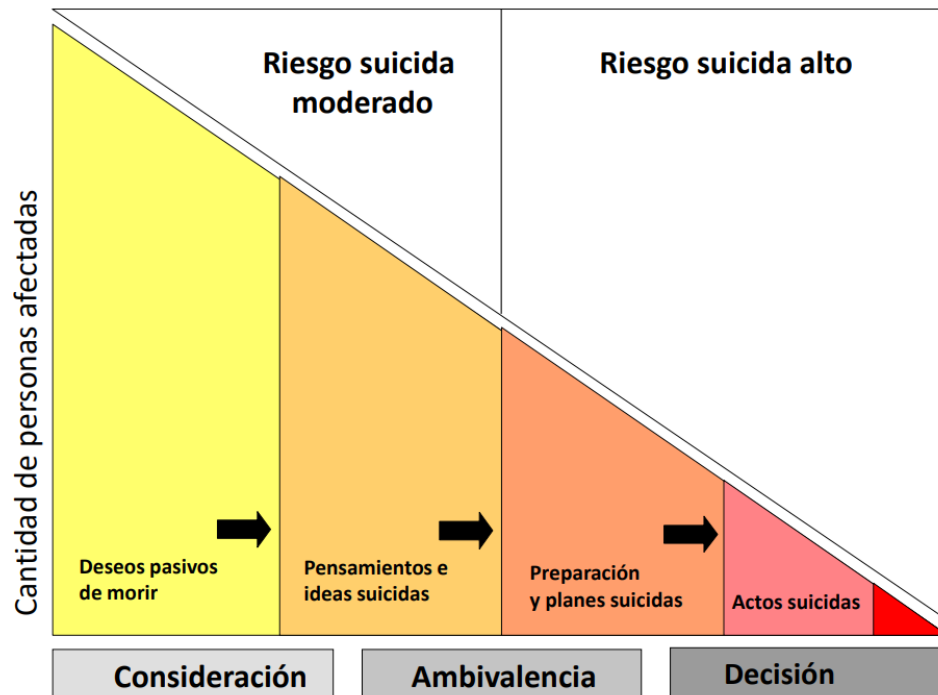 Riesgo suicida
moderado
Riesgo suicida alto
Cantidad de personas afectadas
Deseos pasivos
de morir
Pensamientos e
ideas suicidas
Preparación
y planes suicidas
Actos suicidas
Consideración
Ambivalencia
Decisión